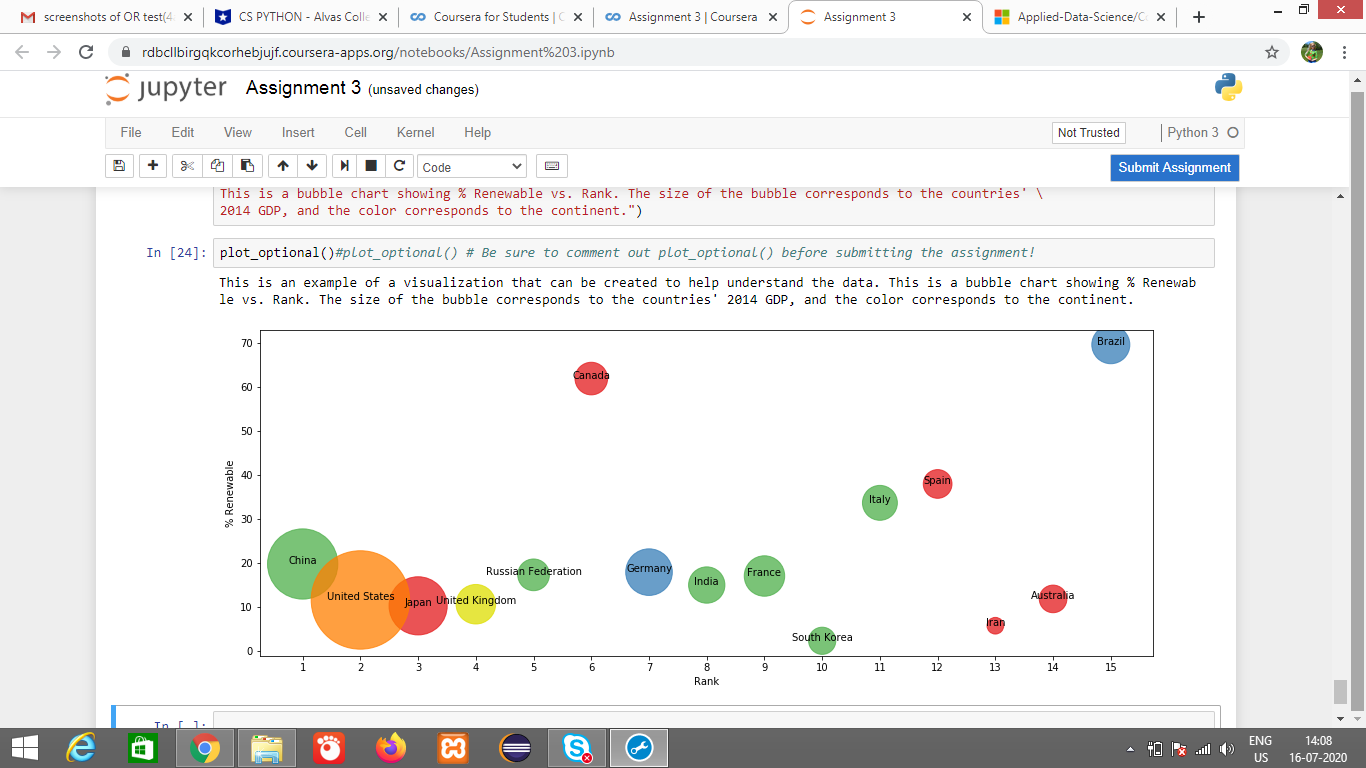 screenshots of OR test(4
CS PYTHON - Alvas Colle
Coursera for Students | C
Assignment 3 | Coursera
Assignment 3
Applied-Data-Science/Co
rdbcllbirgqkcorhebjujf.coursera-apps.org/notebooks/Assignment%203.ipynb
jupyter Assignment 3 (unsaved changes)
File Edit View Insert Cell Kernel Help Not Trusted Python 3
Code Submit Assignment
This is a bubble chart showing % Renewable vs. Rank. The size of the bubble corresponds to the countries' \
2014 GDP, and the color corresponds to the continent.")
In [24]: plot_optional()#plot_optional() # Be sure to comment out plot_optional() before submitting the assignment!
This is an example of a visualization that can be created to help understand the data. This is a bubble chart showing % Renewab
le vs. Rank. The size of the bubble corresponds to the countries' 2014 GDP, and the color corresponds to the continent.
% Renewable
70
60
50
40
30
20
10
0
Brazil
Canada
Spain
Italy
China
Russian Federation
Germany
France
India
United States
Japan
United Kingdom
Australia
Iran
South Korea
1 2 3 4 5 6 7 8 9 10 11 12 13 14 15
Rank
In [ ]:
ENG
US
14:08
16-07-2020